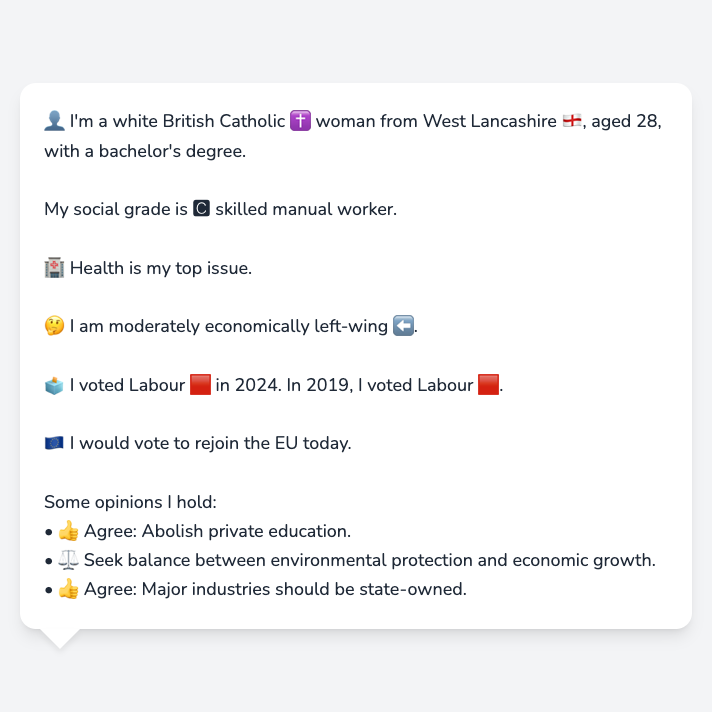 👤 I'm a white British Catholic ✝️ woman from West Lancashire 🏴󠁧󠁢󠁥󠁮󠁧󠁿, aged 28,
with a bachelor's degree.
My social grade is 🅲 skilled manual worker.
🏥 Health is my top issue.
🤔 I am moderately economically left-wing ⬅️.
🗳️ I voted Labour 🟥 in 2024. In 2019, I voted Labour 🟥.
🇪🇺 I would vote to rejoin the EU today.
Some opinions I hold:
• 👍 Agree: Abolish private education.
• ⚖️ Seek balance between environmental protection and economic growth.
• 👍 Agree: Major industries should be state-owned.